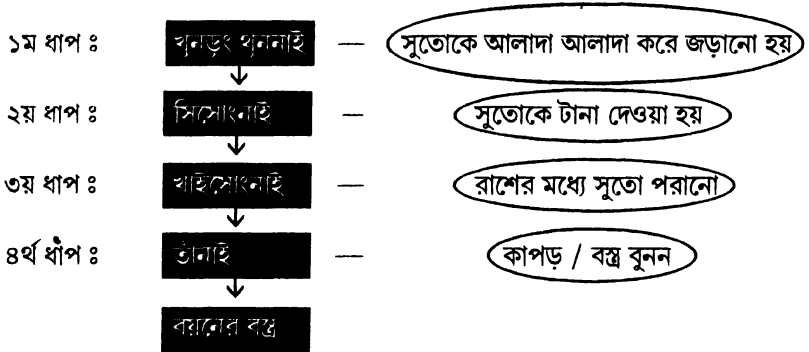 ১ম ধাপ ঃ খুনড়ুং থুননাই — সুতোকে আলাদা আলাদা করে জড়ানো হয়
২য় ধাপ ঃ সিসোংনাই — সুতোকে টানা দেওয়া হয়
৩য় ধাপ ঃ খাইসোংনাই — রাশের মধ্যে সুতো পরানো
৪র্থ ধাপ ঃ তানাই — কাপড় / বস্ত্র বুনন
বয়নের বস্ত্র